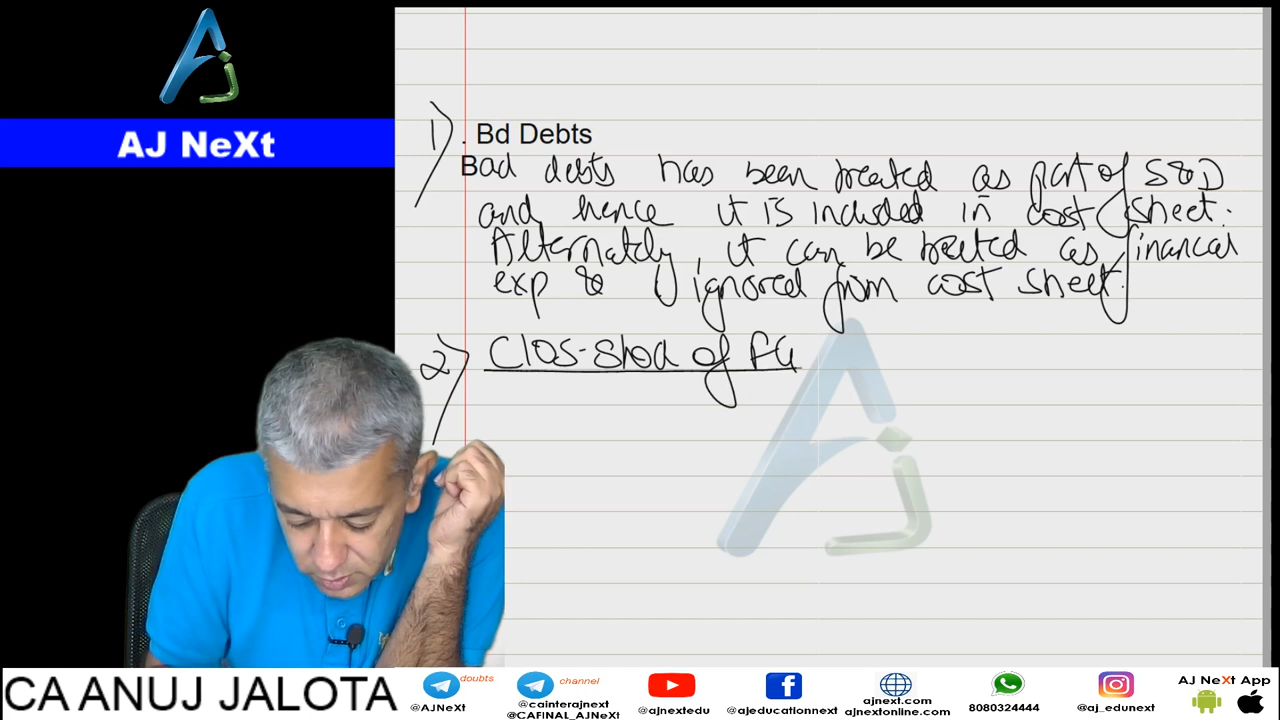 AJ NeXt
1) . Bd Debts
Bad debts has been treated as part of S&D
and hence it is included in cost sheet.
Alternately, it can be treated as financial
exp & ignored from cost sheet.
2) Clos-Stock of FG
CA ANUJ JALOTA
doubts
@AJNeXt
channel
@cainterajnext
@CAFINAL_AJNeXt
@ajnextedu
@ajeducationnext
ajnext.com
ajnextonline.com
8080324444
@aj_edunext
AJ NeXt App